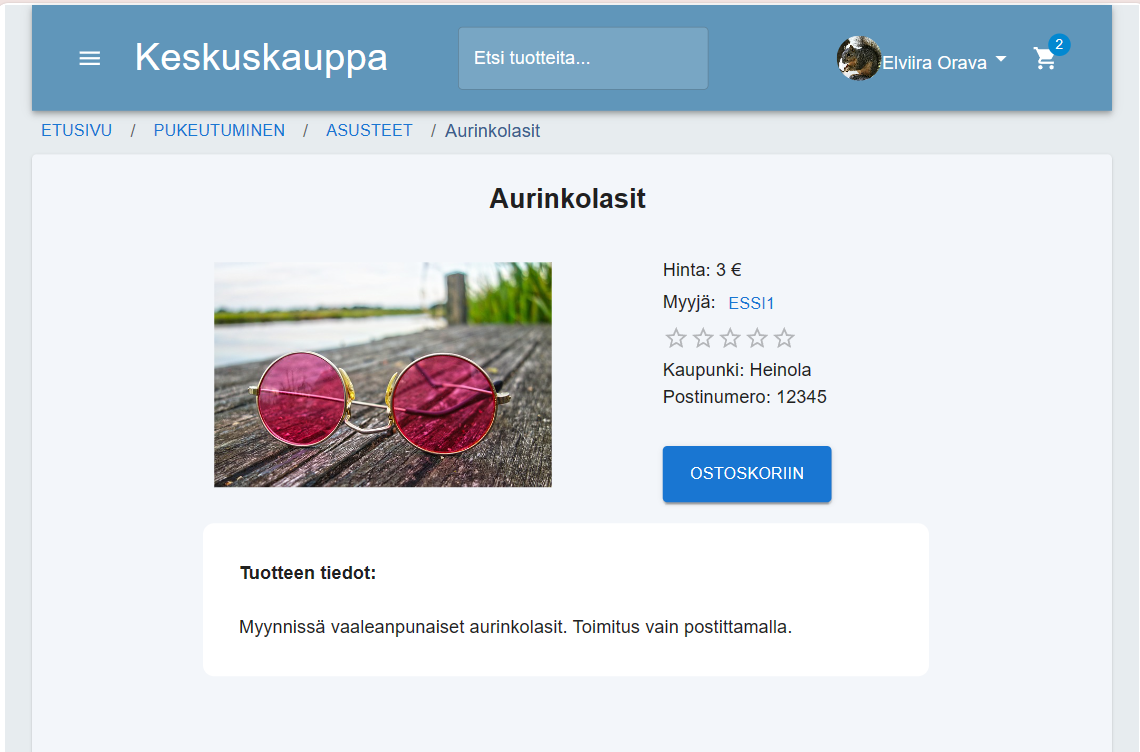 Keskuskauppa
Etsi tuotteita...
Elviira Orava
2
ETUSIVU / PUKEUTUMINEN / ASUSTEET / Aurinkolasit
Aurinkolasit
Hinta: 3 €
Myyjä: ESSI1
Kaupunki: Heinola
Postinumero: 12345
OSTOSKORIIN
Tuotteen tiedot:
Myynnissä vaaleanpunaiset aurinkolasit. Toimitus vain postittamalla.